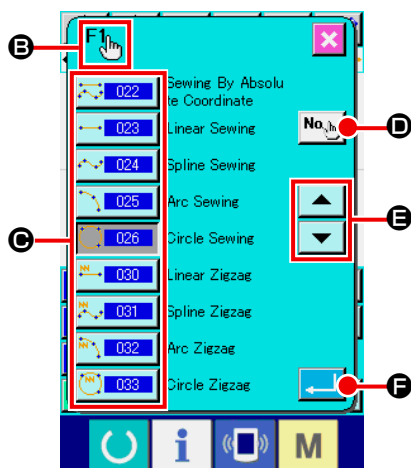 B
F1
022
Sewing By Absolu
te Coordinate
023
Linear Sewing
No.
D
024
Spline Sewing
025
Arc Sewing
E
C
026
Circle Sewing
030
Linear Zigzag
031
Spline Zigzag
032
Arc Zigzag
F
033
Circle Zigzag
i
M